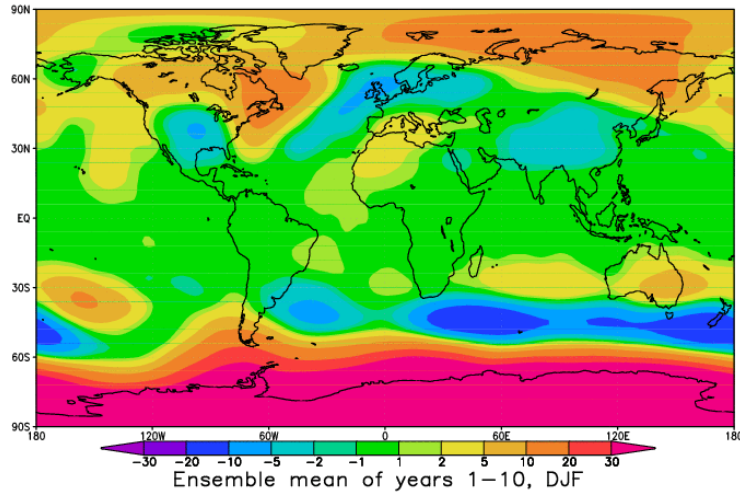 90N
60N
30N
EQ
30S
60S
90S
180 120W 60W 0 60E 120E 180
-30 -20 -10 -5 -2 -1 1 2 5 10 20 30
Ensemble mean of years 1-10, DJF